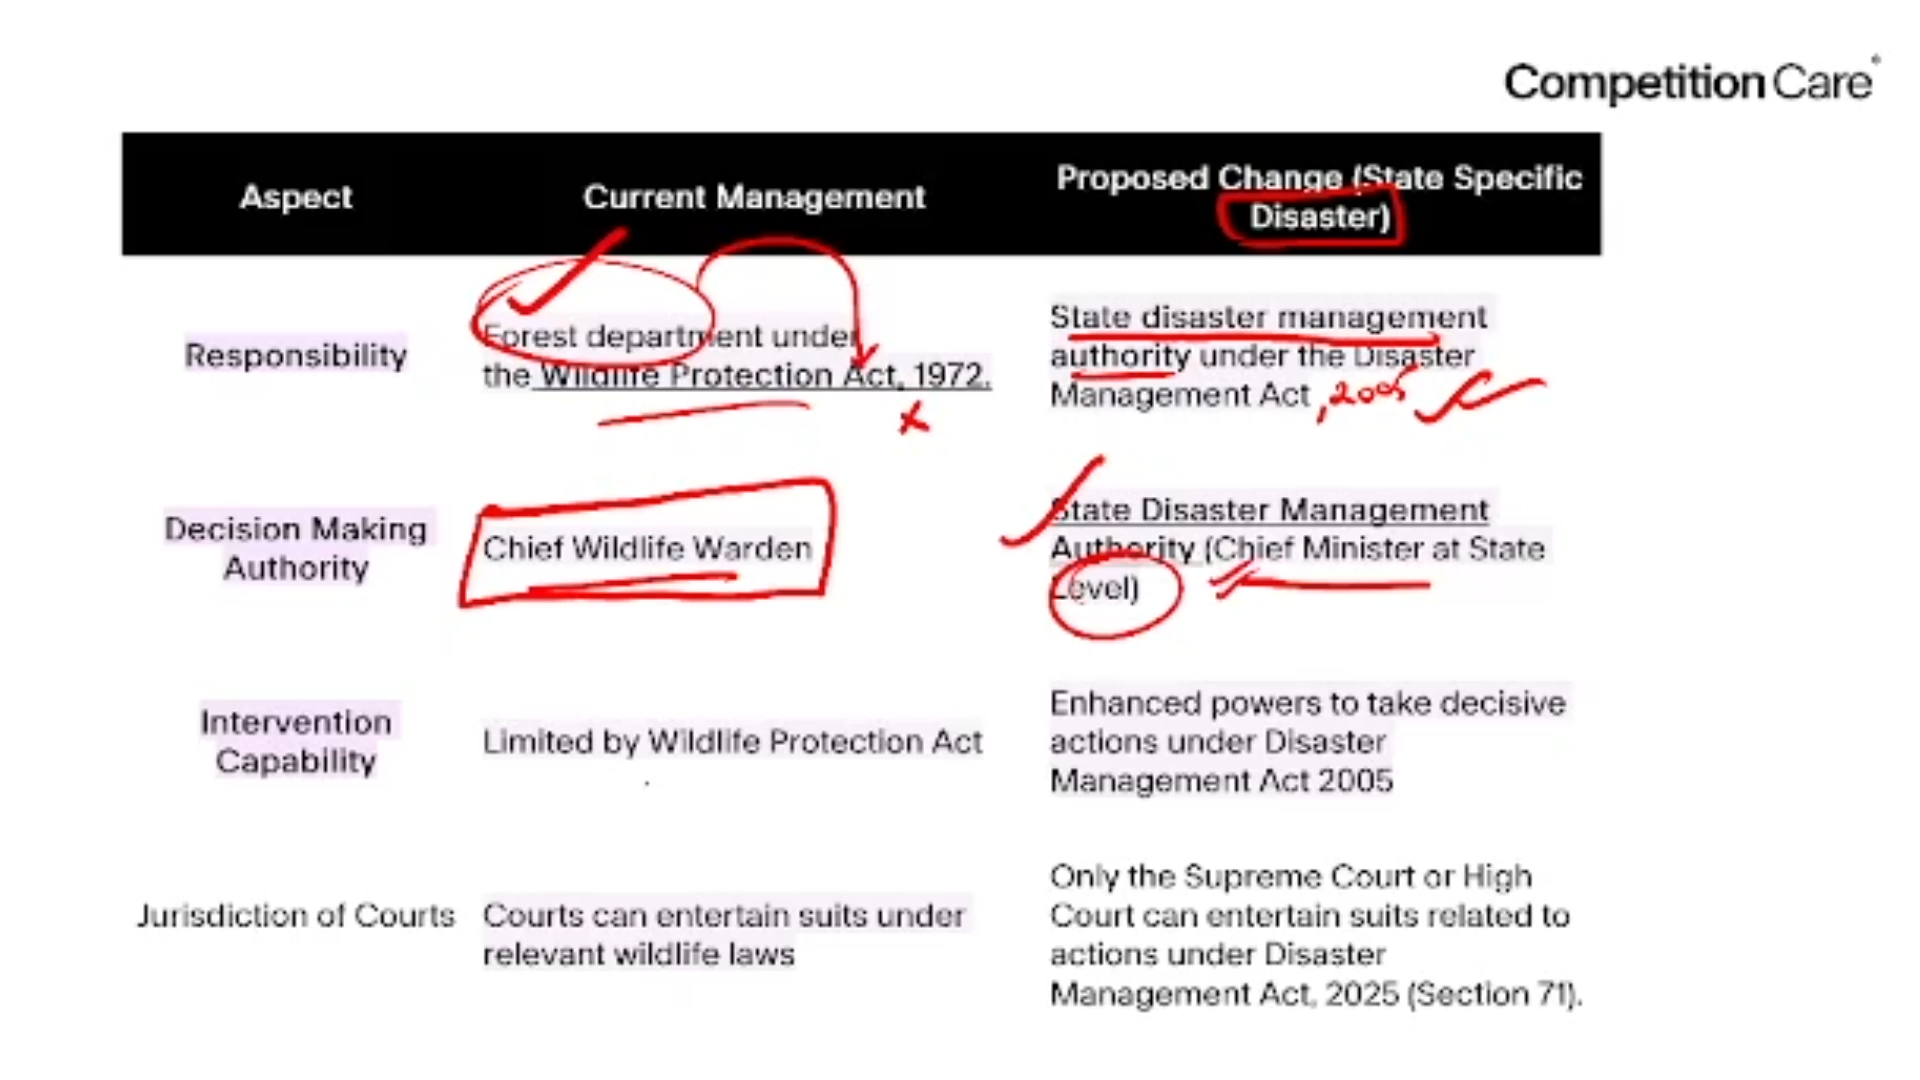 Competition Care
Aspect
Current Management
Proposed Change (State Specific
Disaster)
Responsibility
Forest department under
the Wildlife Protection Act, 1972.
State disaster management
authority under the Disaster
Management Act ,2005
Decision Making
Authority
Chief Wildlife Warden
State Disaster Management
Authority (Chief Minister at State
Level)
Intervention
Capability
Limited by Wildlife Protection Act
Enhanced powers to take decisive
actions under Disaster
Management Act 2005
Jurisdiction of Courts
Courts can entertain suits under
relevant wildlife laws
Only the Supreme Court or High
Court can entertain suits related to
actions under Disaster
Management Act, 2025 (Section 71).